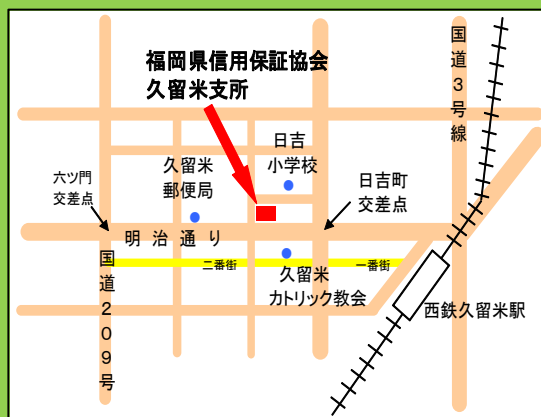 福岡県信用保証協会
久留米支所
国道3号線
日吉
小学校
久留米
郵便局
六ツ門
交差点
日吉町
交差点
明治通り
国道209号
二番街
一番街
久留米
カトリック教会
西鉄久留米駅